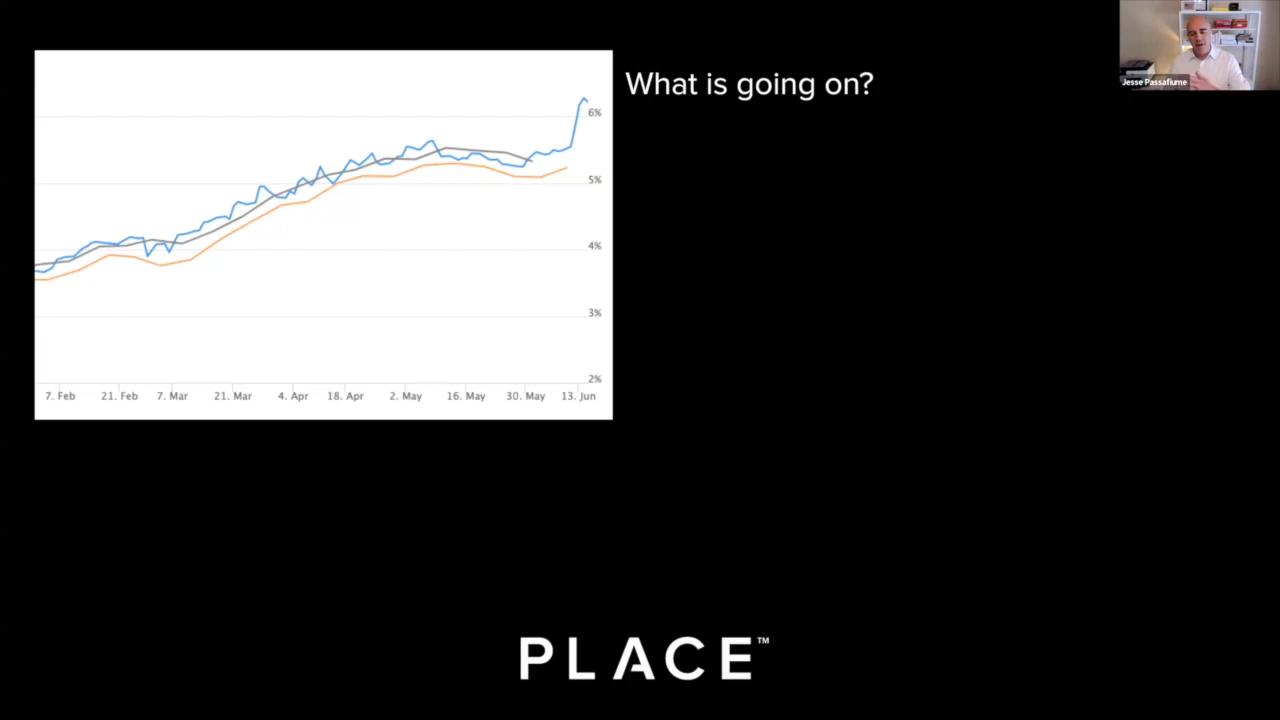 What is going on?
Jesse Passafiume
6%
5%
4%
3%
2%
7. Feb 21. Feb 7. Mar 21. Mar 4. Apr 18. Apr 2. May 16. May 30. May 13. Jun
PLACE™